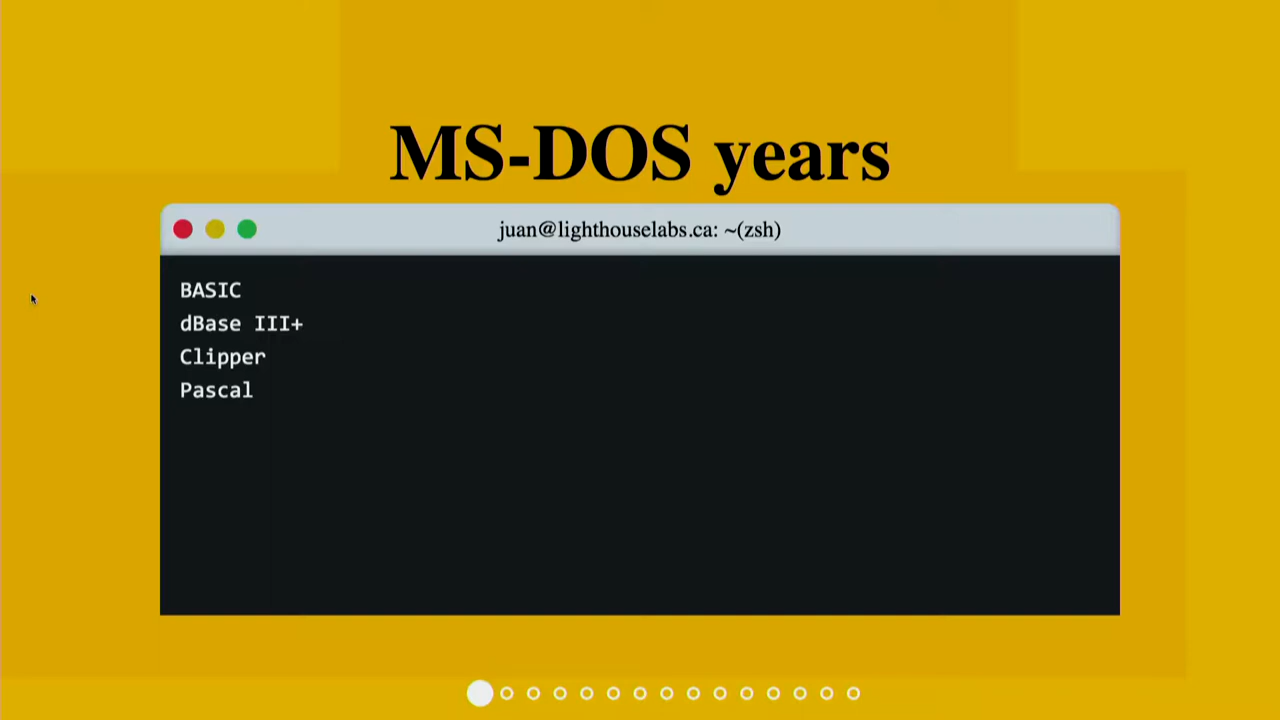 MS-DOS years
juan@lighthouselabs.ca: ~(zsh)
BASIC
dBase III+
Clipper
Pascal